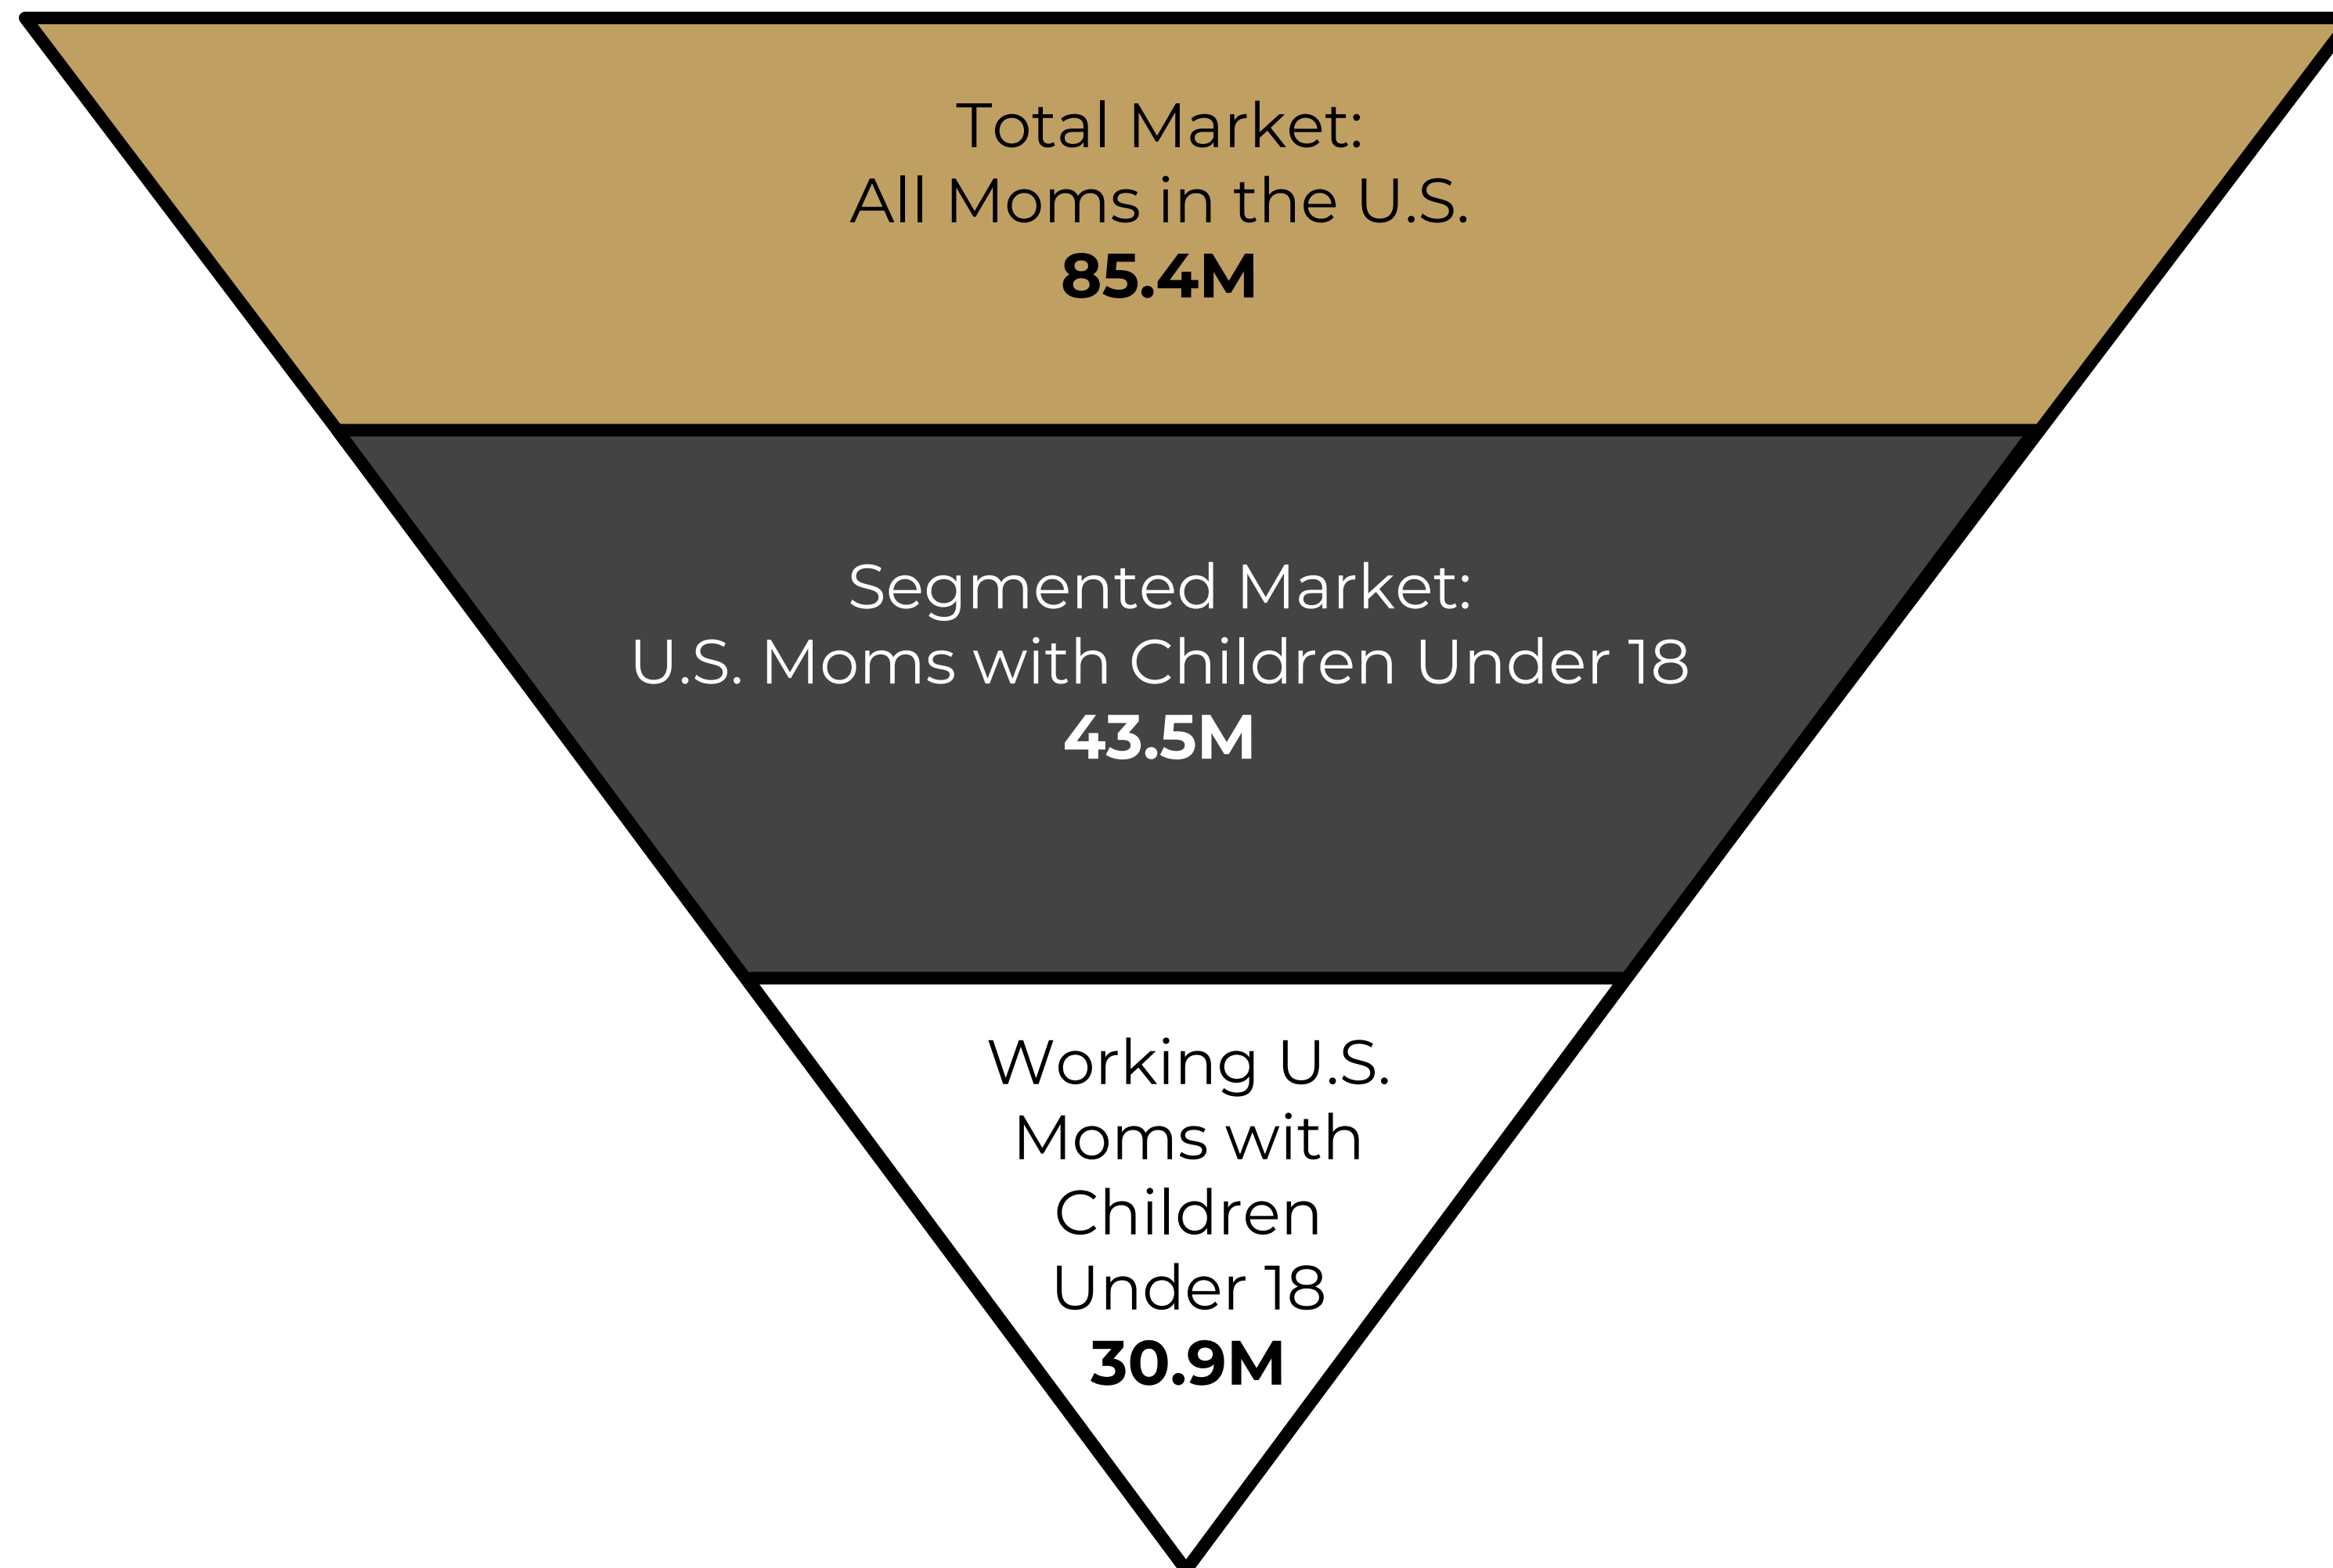 Total Market:
All Moms in the U.S.
85.4M
Segmented Market:
U.S. Moms with Children Under 18
43.5M
Working U.S.
Moms with
Children
Under 18
30.9M